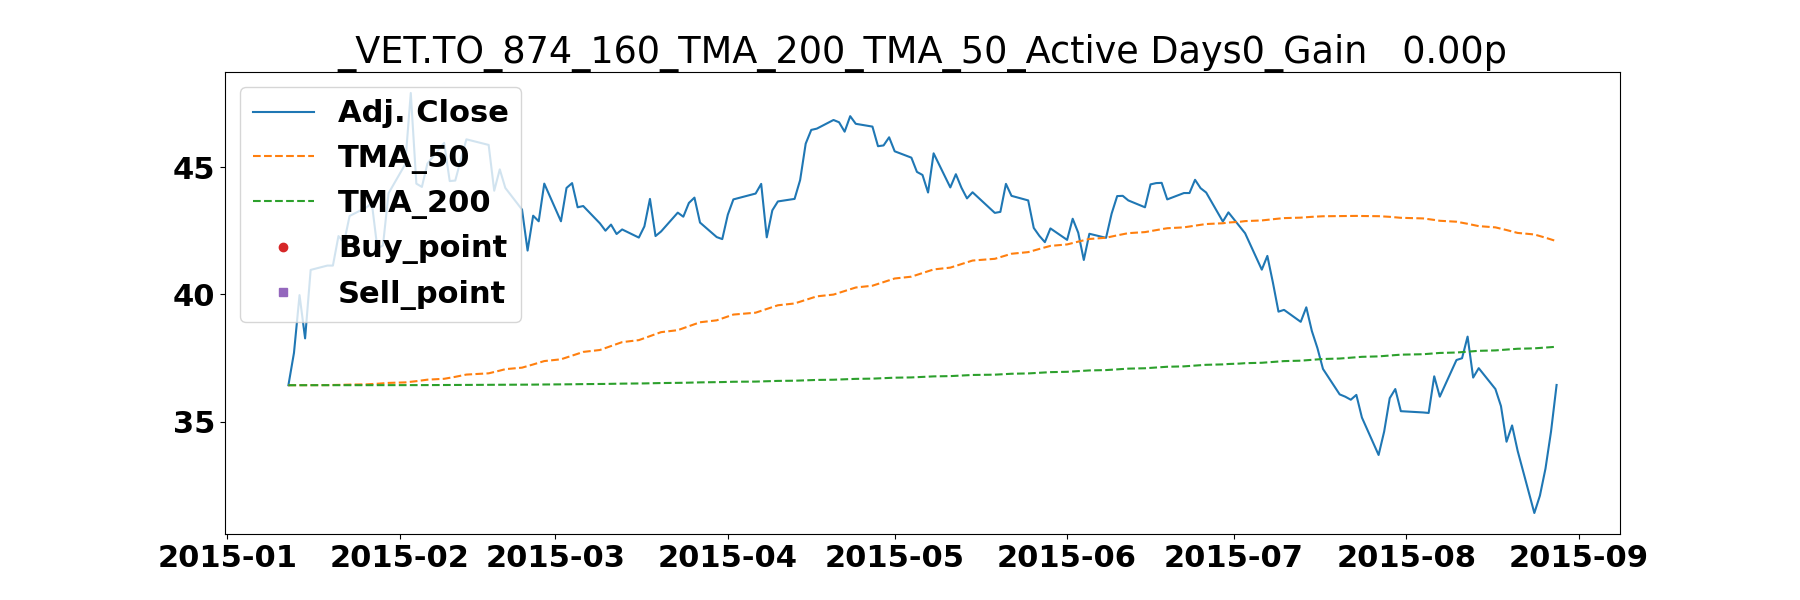 _VET.TO_874_160_TMA_200_TMA_50_Active Days0_Gain   0.00p
Adj. Close
TMA_50
TMA_200
Buy_point
Sell_point
45
40
35
2015-01 2015-02 2015-03 2015-04 2015-05 2015-06 2015-07 2015-08 2015-09